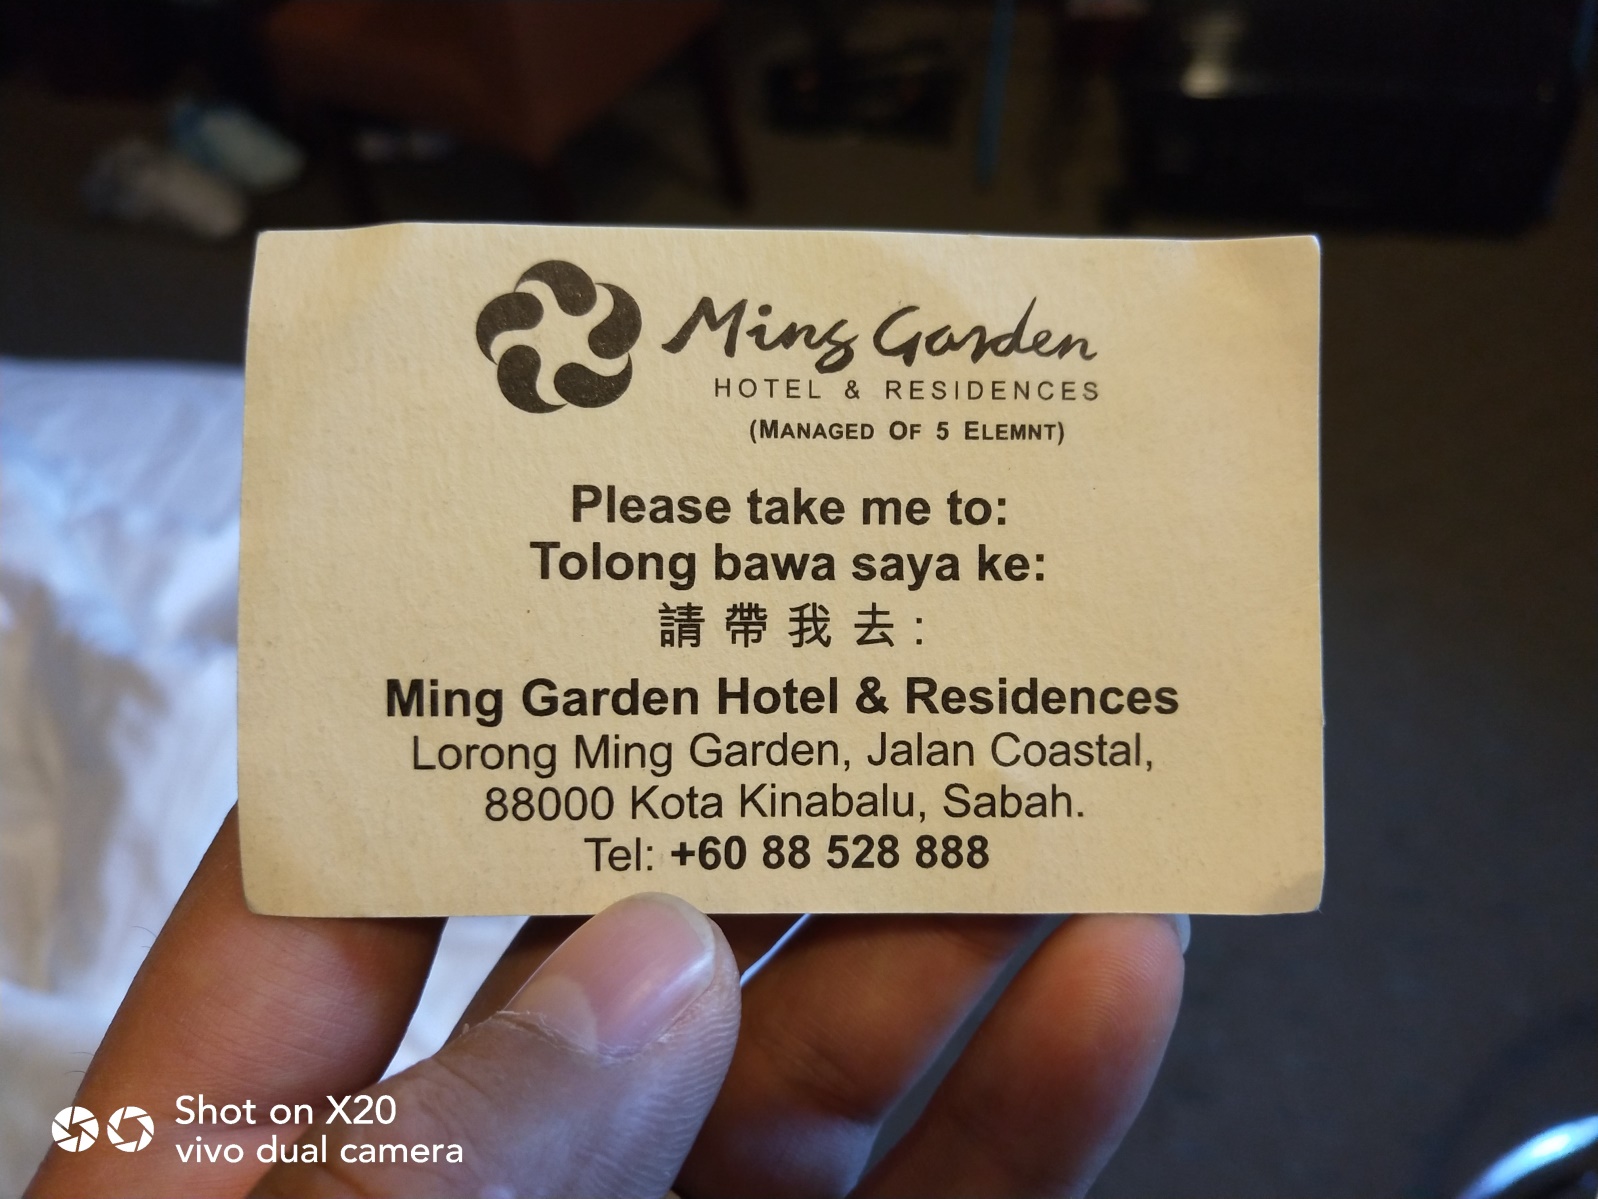 Ming Garden
HOTEL & RESIDENCES
(MANAGED OF 5 ELEMNT)
Please take me to:
Tolong bawa saya ke:
請帶我去:
Ming Garden Hotel & Residences
Lorong Ming Garden, Jalan Coastal,
88000 Kota Kinabalu, Sabah.
Tel: +60 88 528 888
Shot on X20
vivo dual camera